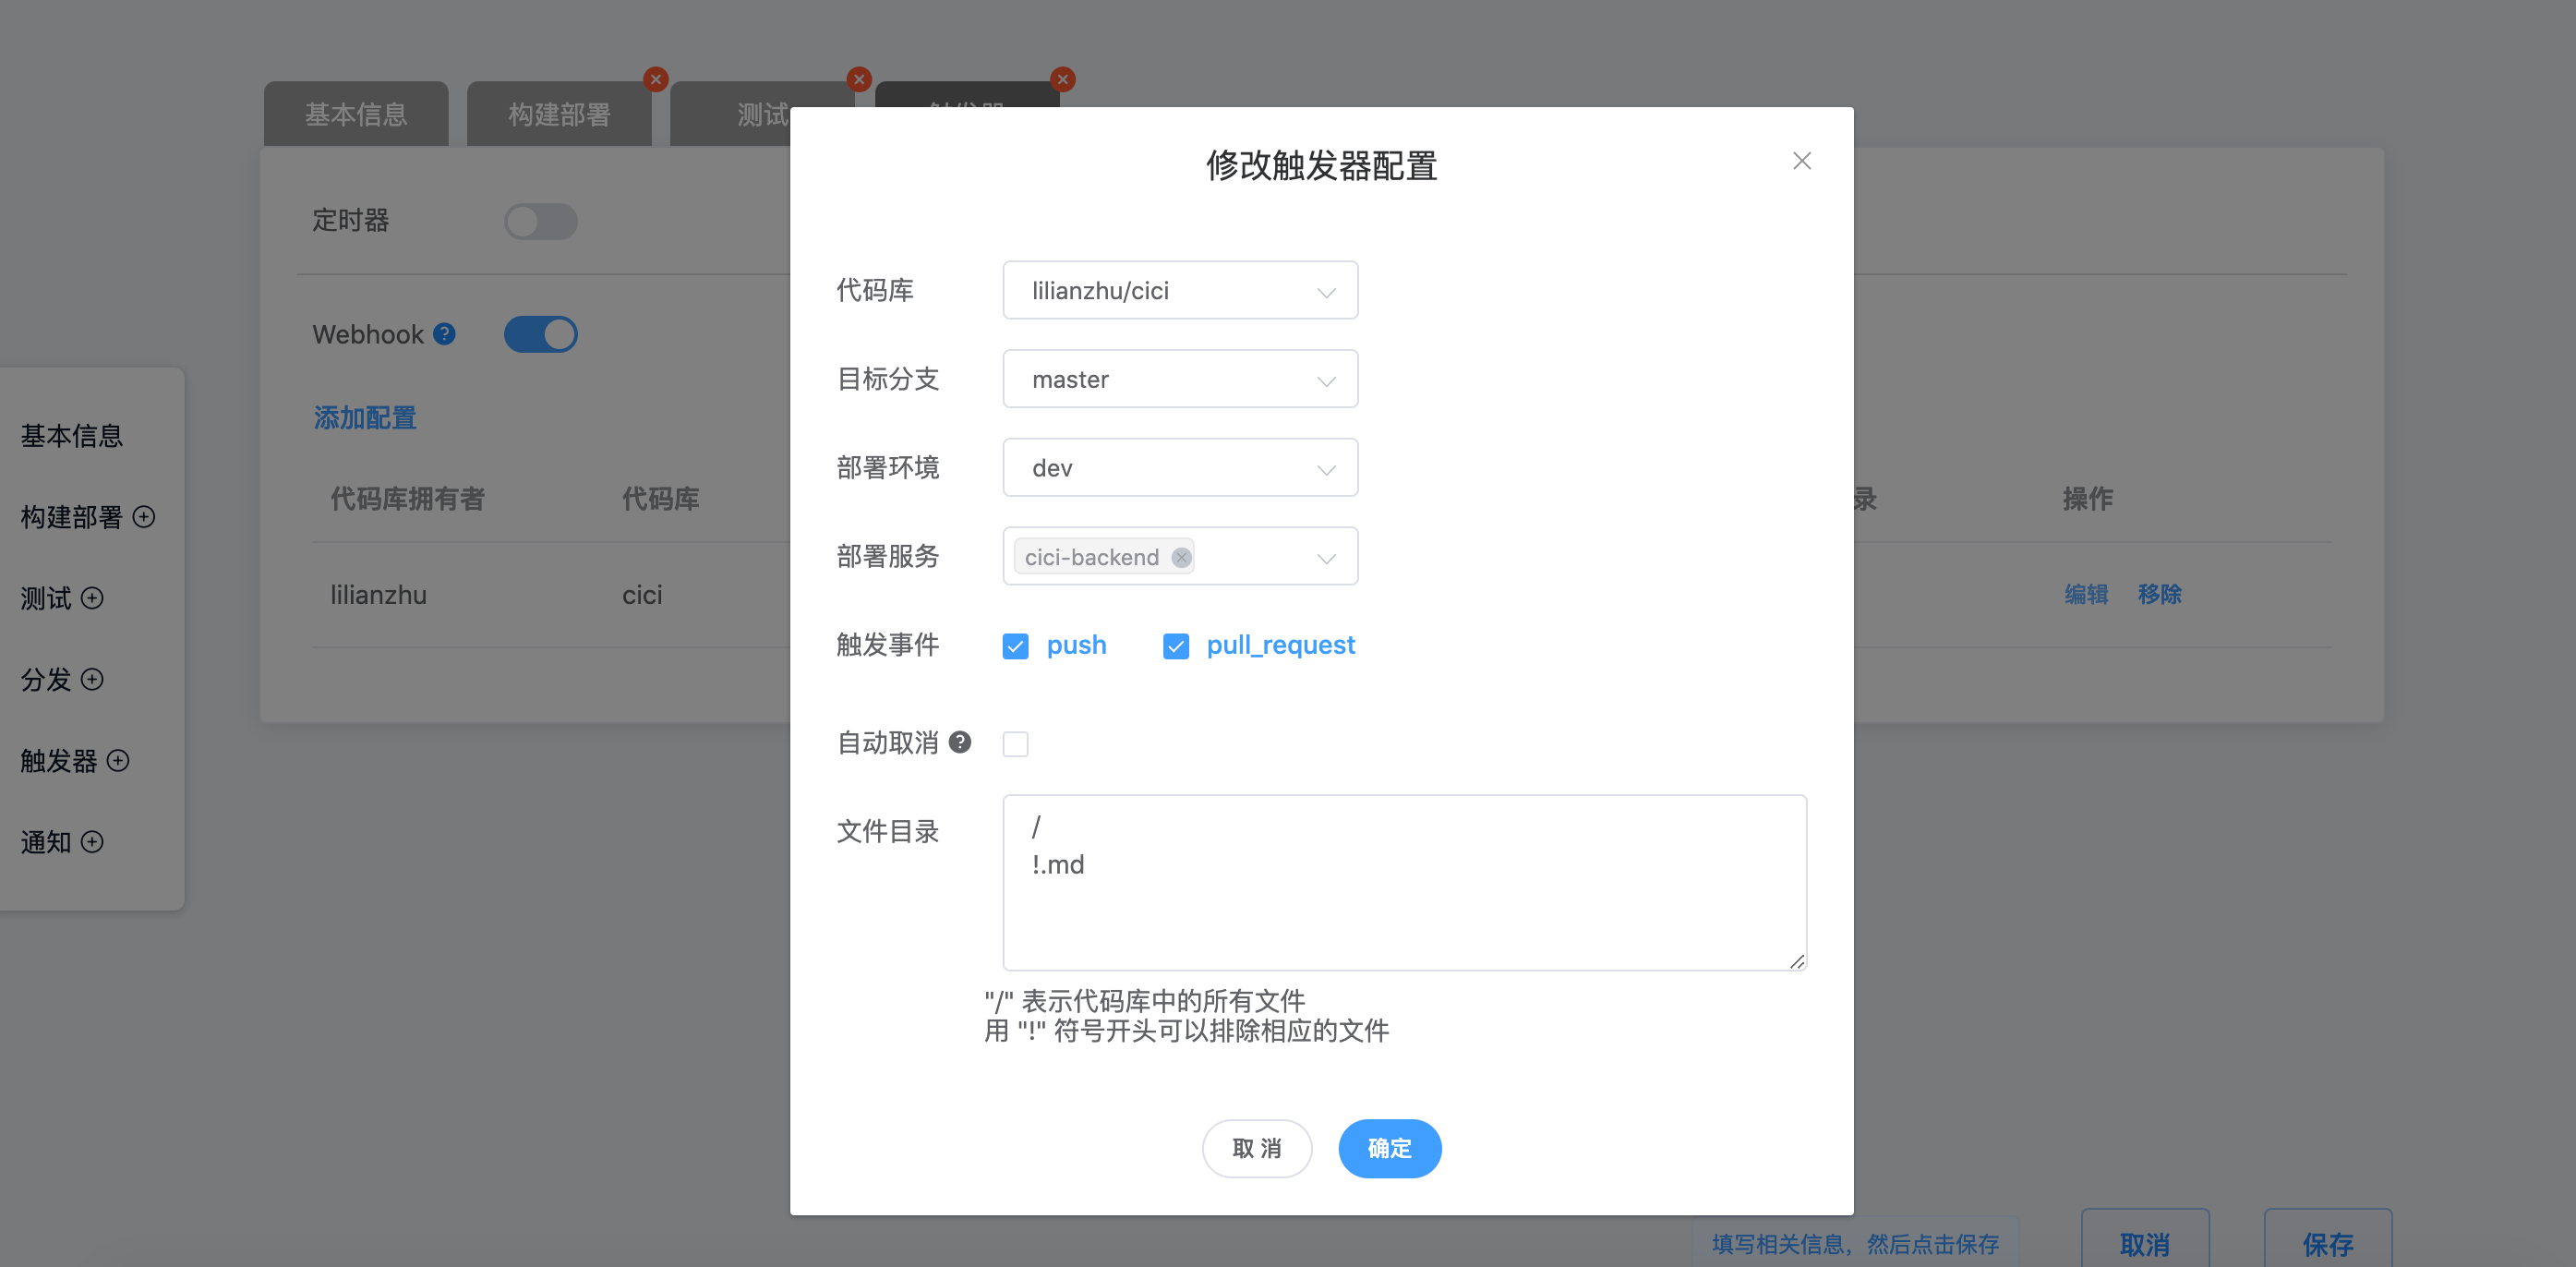 基本信息
构建部署
测试
修改触发器配置
定时器
Webhook
添加配置
代码库拥有者 代码库 录 操作
lilianzhu cici 编辑 移除
基本信息
构建部署
测试
分发
触发器
通知
代码库 lilianzhu/cici
目标分支 master
部署环境 dev
部署服务 cici-backend
触发事件 push pull_request
自动取消
文件目录
/
!.md
"/" 表示代码库中的所有文件
用 "!" 符号开头可以排除相应的文件
取 消 确定
填写相关信息，然后点击保存 取消 保存